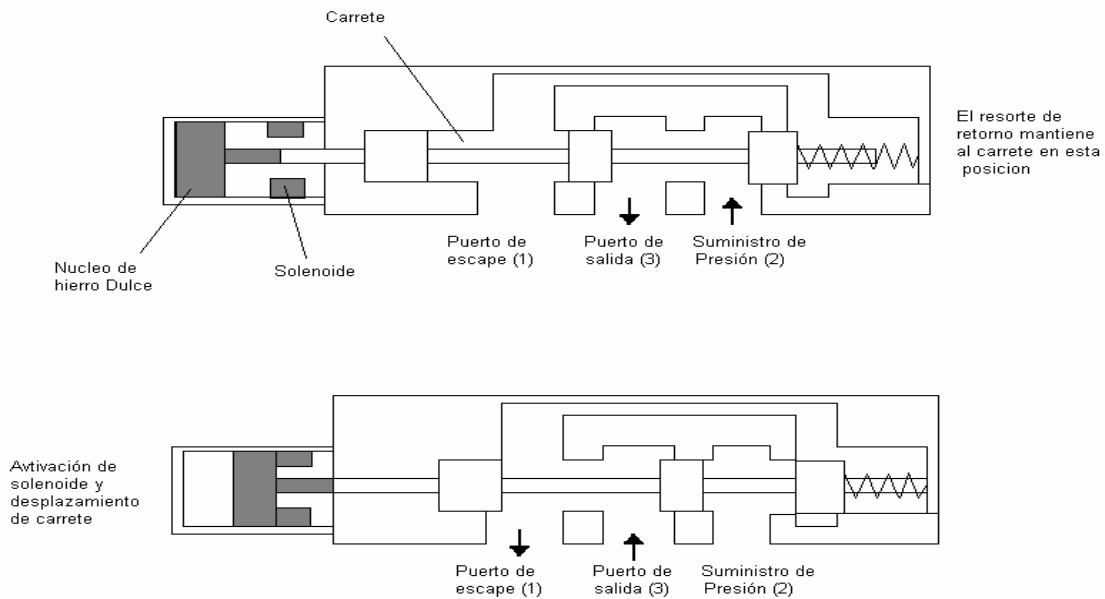 Carrete
El resorte de
retorno mantiene
al carrete en esta
posicion
Puerto de
escape (1)
Puerto de
salida (3)
Suministro de
Presión (2)
Nucleo de
hierro Dulce
Solenoide
Avtivación de
solenoide y
desplazamiento
de carrete
Puerto de
escape (1)
Puerto de
salida (3)
Suministro de
Presión (2)